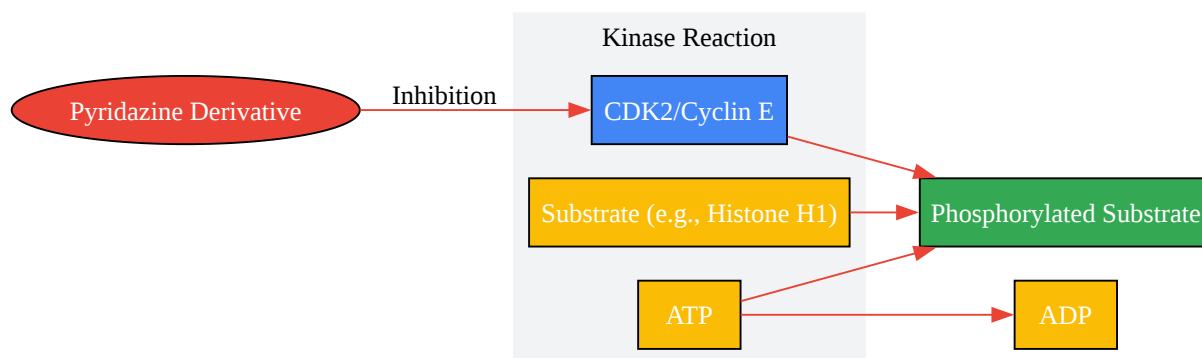 Kinase Reaction
Pyridazine Derivative
Inhibition
CDK2/Cyclin E
Substrate (e.g., Histone H1)
Phosphorylated Substrate
ATP
ADP